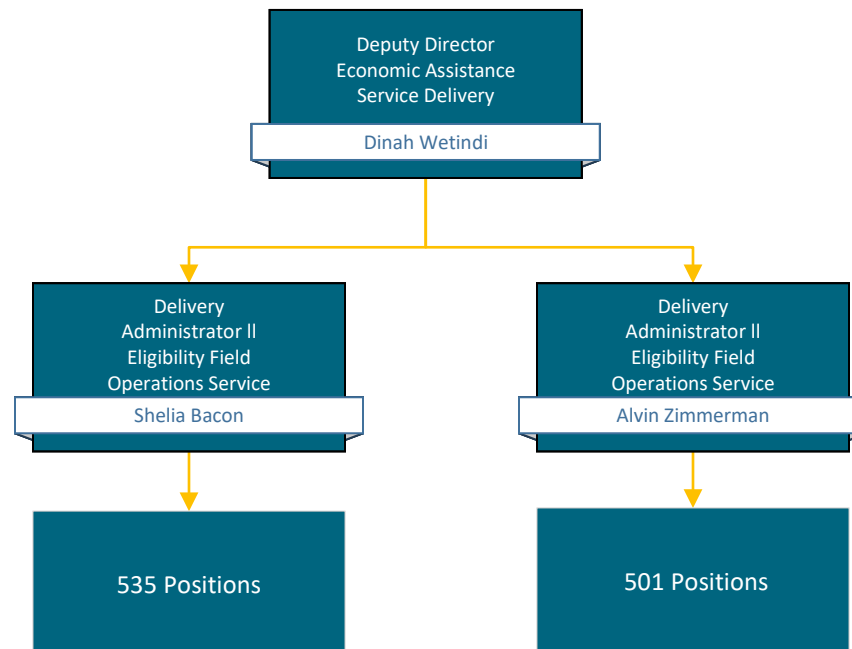 Deputy Director
Economic Assistance
Service Delivery
Dinah Wetindi
Delivery
Administrator ll
Eligibility Field
Operations Service
Shelia Bacon
Delivery
Administrator ll
Eligibility Field
Operations Service
Alvin Zimmerman
535 Positions
501 Positions